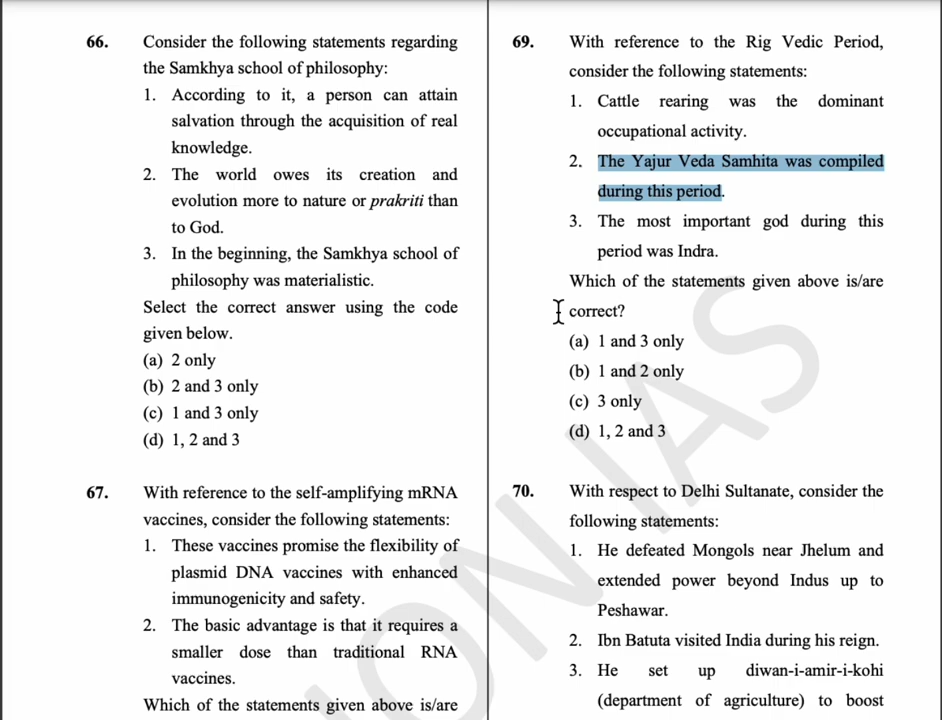 66. Consider the following statements regarding
the Samkhya school of philosophy:
1. According to it, a person can attain
salvation through the acquisition of real
knowledge.
2. The world owes its creation and
evolution more to nature or prakriti than
to God.
3. In the beginning, the Samkhya school of
philosophy was materialistic.
Select the correct answer using the code
given below.
(a) 2 only
(b) 2 and 3 only
(c) 1 and 3 only
(d) 1, 2 and 3
67. With reference to the self-amplifying mRNA
vaccines, consider the following statements:
1. These vaccines promise the flexibility of
plasmid DNA vaccines with enhanced
immunogenicity and safety.
2. The basic advantage is that it requires a
smaller dose than traditional RNA
vaccines.
Which of the statements given above is/are
69. With reference to the Rig Vedic Period,
consider the following statements:
1. Cattle rearing was the dominant
occupational activity.
2. The Yajur Veda Samhita was compiled
during this period.
3. The most important god during this
period was Indra.
Which of the statements given above is/are
correct?
(a) 1 and 3 only
(b) 1 and 2 only
(c) 3 only
(d) 1, 2 and 3
70. With respect to Delhi Sultanate, consider the
following statements:
1. He defeated Mongols near Jhelum and
extended power beyond Indus up to
Peshawar.
2. Ibn Batuta visited India during his reign.
3. He set up diwan-i-amir-i-kohi
(department of agriculture) to boost
ON IAS